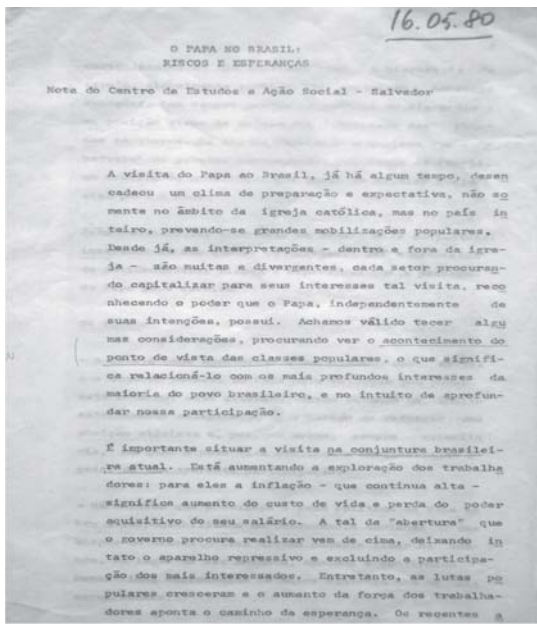 16.05.80
O PAPA NO BRASIL:
RISCOS E ESPERANÇAS
Nota do Centro de Estudos e Ação Social - Salvador
A visita do Papa ao Brasil, já há algum tempo, desen
cadeou um clima de preparação e expectativa, não so
mente no âmbito da igreja católica, mas no país in
teiro, prevendo-se grandes mobilizações populares.
Desde já, as interpretações - dentro e fora da igre-
ja - são muitas e divergentes, cada setor procuran-
do capitalizar para seus interesses tal visita, reco
nhecendo o poder que o Papa, independentemente de
suas intenções, possui. Achamos válido tecer algu
mas considerações, procurando ver o acontecimento do
ponto de vista das classes populares, o que signifi-
ca relacioná-lo com os mais profundos interesses da
maioria do povo brasileiro, e no intuito de aprofun-
dar nossa participação.
É importante situar a visita na conjuntura brasilei-
ra atual. Está aumentando a exploração dos trabalha
dores: para eles a inflação - que continua alta -
significa aumento do custo de vida e perda do poder
aquisitivo do seu salário. A tal da "abertura" que
o governo procura realizar vem de cima, deixando in
tato o aparelho repressivo e excluindo a participa-
ção dos mais interessados. Entretanto, as lutas po
pulares cresceram e o aumento da força dos trabalha-
dores aponta o caminho da esperança. Os recentes a